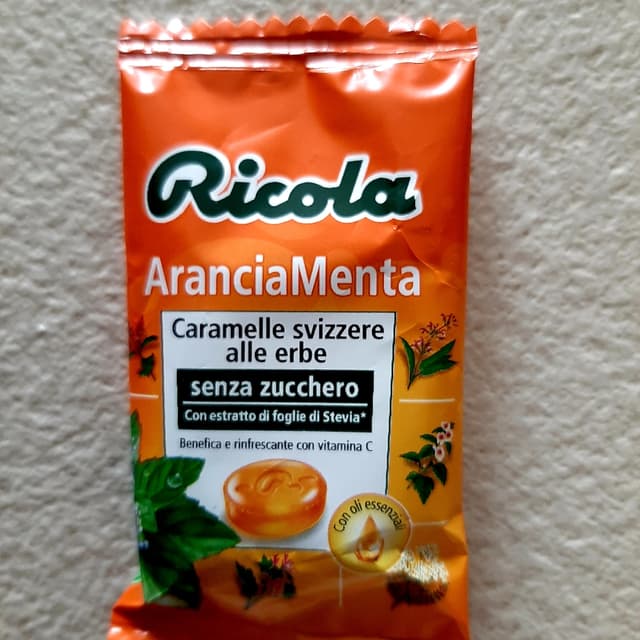 Ricola
AranciaMenta
Caramelle svizzere
alle erbe
senza zucchero
Con estratto di foglie di Stevia*
Benefica e rinfrescante con vitamina C
Con oli essenziali